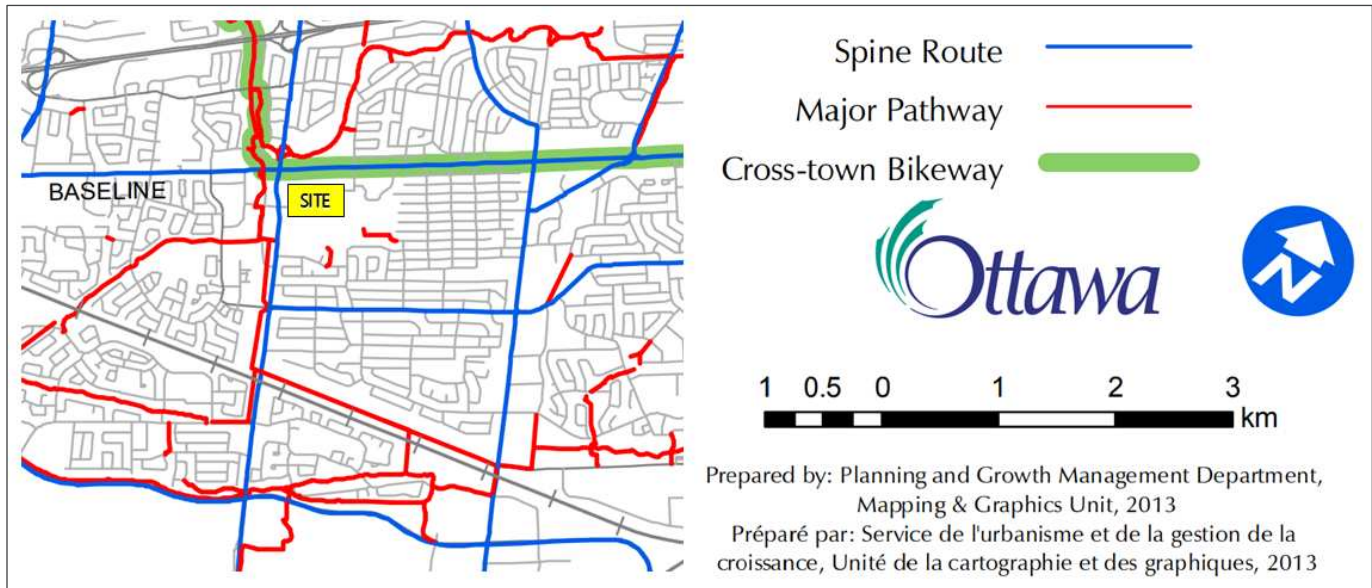 BASELINE
SITE
Spine Route
Major Pathway
Cross-town Bikeway
Ottawa
N
1 0.5 0 1 2 3
km
Prepared by: Planning and Growth Management Department,
Mapping & Graphics Unit, 2013
Préparé par: Service de l'urbanisme et de la gestion de la
croissance, Unité de la cartographie et des graphiques, 2013